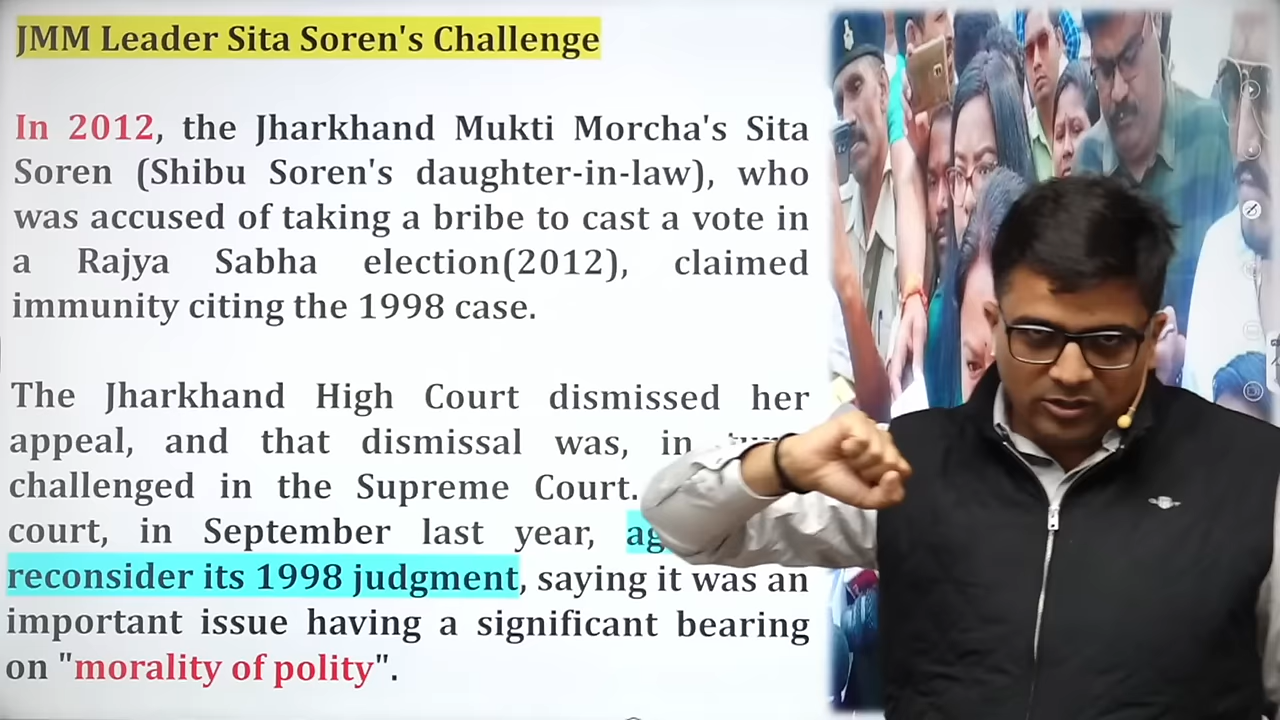 JMM Leader Sita Soren's Challenge
In 2012, the Jharkhand Mukti Morcha's Sita
Soren (Shibu Soren's daughter-in-law), who
was accused of taking a bribe to cast a vote in
a Rajya Sabha election(2012), claimed
immunity citing the 1998 case.
The Jharkhand High Court dismissed her
appeal, and that dismissal was, in
challenged in the Supreme Court.
court, in September last year,
reconsider its 1998 judgment, saying it was an
important issue having a significant bearing
on "morality of polity".